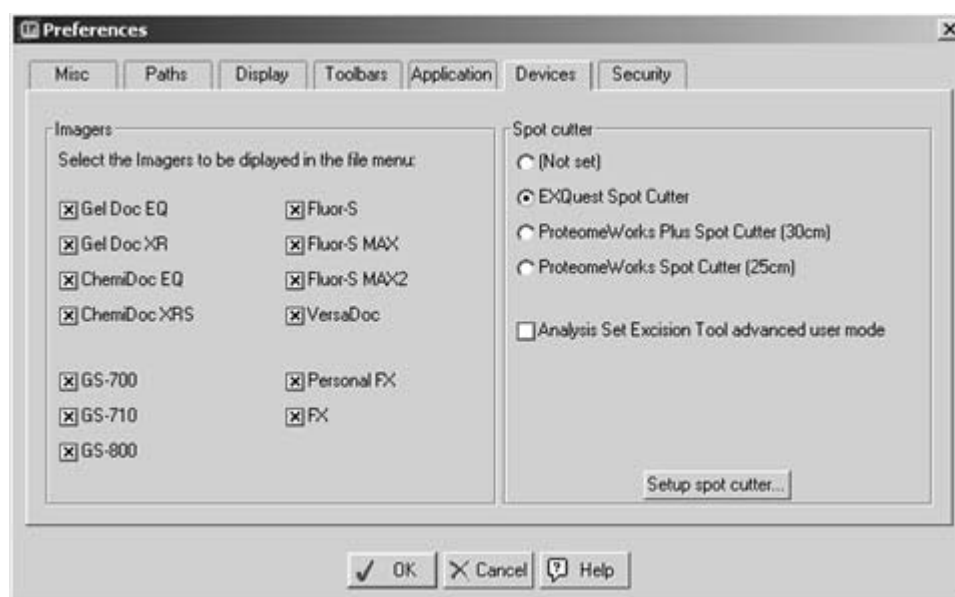 Preferences
Misc Paths Display Toolbars Application Devices Security
Imagers
Select the Imagers to be diplayed in the file menu:
Gel Doc EQ
Gel Doc XR
ChemiDoc EQ
ChemiDoc XRS
GS-700
GS-710
GS-800
Fluor-S
Fluor-S MAX
Fluor-S MAX2
VersaDoc
Personal FX
FX
Spot cutter
(Not set)
EXQuest Spot Cutter
ProteomeWorks Plus Spot Cutter (30cm)
ProteomeWorks Spot Cutter (25cm)
Analysis Set Excision Tool advanced user mode
Setup spot cutter...
OK Cancel Help